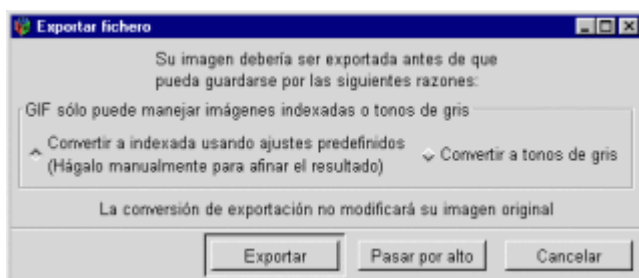 Exportar fichero
Su imagen debería ser exportada antes de que
pueda guardarse por las siguientes razones:
GIF sólo puede manejar imágenes indexadas o tonos de gris
Convertir a indexada usando ajustes predefinidos
(Hágalo manualmente para afinar el resultado)
Convertir a tonos de gris
La conversión de exportación no modificará su imagen original
Exportar
Pasar por alto
Cancelar